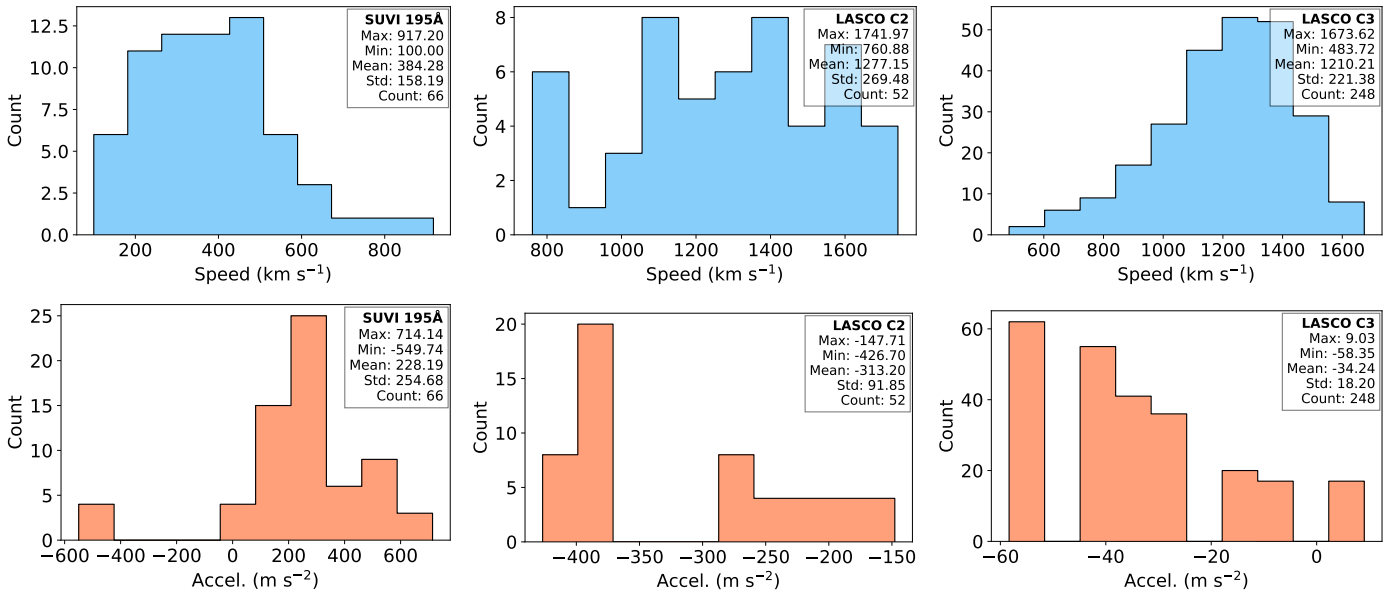 SUVI 195Å
Max: 917.20
Min: 100.00
Mean: 384.28
Std: 158.19
Count: 66
12.5
10.0
7.5
5.0
2.5
0.0
Count
200 400 600 800
Speed (km s⁻¹)
LASCO C2
Max: 1741.97
Min: 760.88
Mean: 1277.15
Std: 269.48
Count: 52
8
6
4
2
0
Count
800 1000 1200 1400 1600
Speed (km s⁻¹)
LASCO C3
Max: 1673.62
Min: 483.72
Mean: 1210.21
Std: 221.38
Count: 248
50
40
30
20
10
0
Count
600 800 1000 1200 1400 1600
Speed (km s⁻¹)
SUVI 195Å
Max: 714.14
Min: -549.74
Mean: 228.19
Std: 254.68
Count: 66
25
20
15
10
5
0
Count
−600 −400 −200 0 200 400 600
Accel. (m s⁻²)
LASCO C2
Max: -147.71
Min: -426.70
Mean: -313.20
Std: 91.85
Count: 52
20
15
10
5
0
Count
−400 −350 −300 −250 −200 −150
Accel. (m s⁻²)
LASCO C3
Max: 9.03
Min: -58.35
Mean: -34.24
Std: 18.20
Count: 248
60
40
20
0
Count
−60 −40 −20 0
Accel. (m s⁻²)